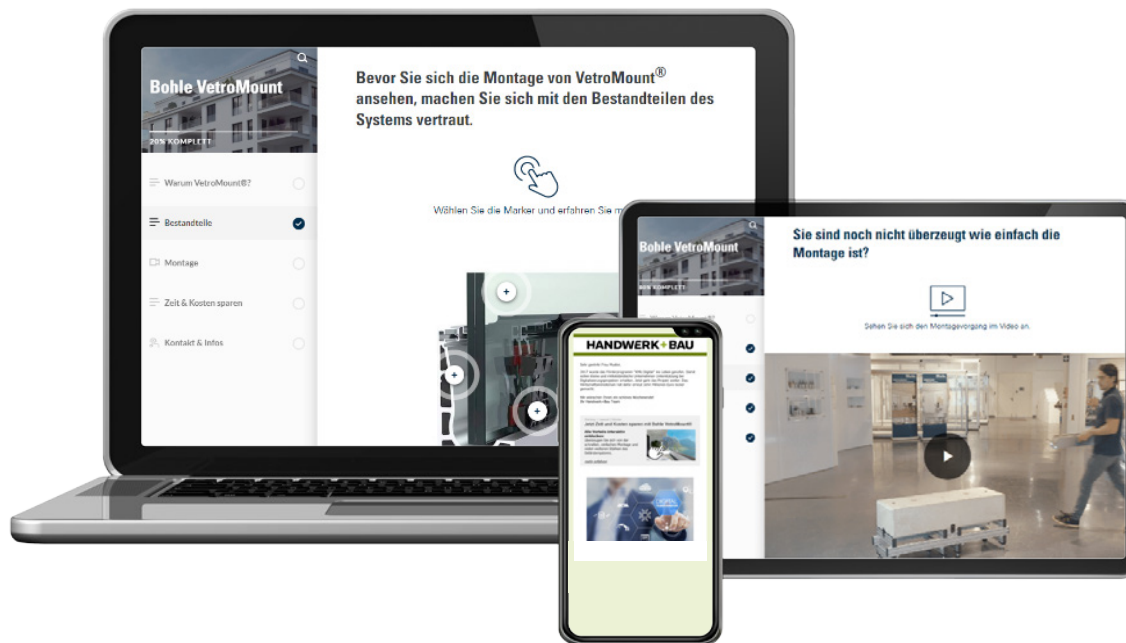 Bohle VetroMount
20% KOMPLETT
Warum VetroMount®?
Bestandteile
Montage
Zeit & Kosten sparen
Kontakt & Infos
Bevor Sie sich die Montage von VetroMount®
ansehen, machen Sie sich mit den Bestandteilen des
Systems vertraut.
Wählen Sie die Marker und erfahren Sie m
Bohle VetroMount
80% KOMPLETT
Sie sind noch nicht überzeugt wie einfach die
Montage ist?
Sehen Sie sich den Montagevorgang im Video an.
HANDWERK+BAU
Jetzt Zeit und Kosten sparen mit Bohle VetroMount®